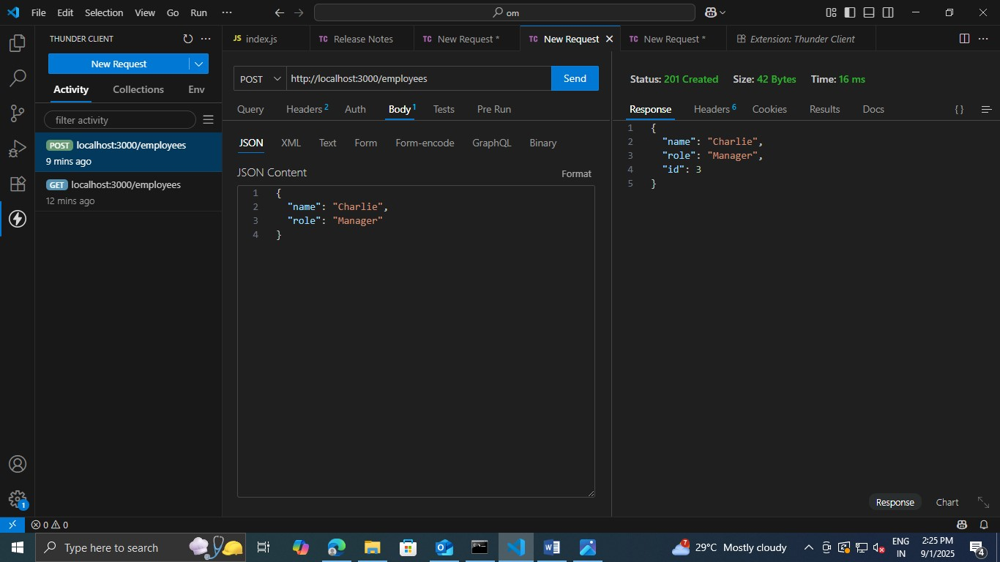 File Edit Selection View Go Run ··· om
THUNDER CLIENT
JS index.js TC Release Notes TC New Request * TC New Request TC New Request * Extension: Thunder Client
New Request
Activity Collections Env
filter activity
POST localhost:3000/employees
9 mins ago
GET localhost:3000/employees
12 mins ago
POST http://localhost:3000/employees Send
Query Headers 2 Auth Body 1 Tests Pre Run
JSON XML Text Form Form-encode GraphQL Binary
JSON Content Format
1 {
2 "name": "Charlie",
3 "role": "Manager"
4 }
Status: 201 Created Size: 42 Bytes Time: 16 ms
Response Headers 6 Cookies Results Docs { }
1 {
2 "name": "Charlie",
3 "role": "Manager",
4 "id": 3
5 }
Response Chart
1
0 0
Type here to search
7 29°C Mostly cloudy
ENG
IN
2:25 PM
9/1/2025
4